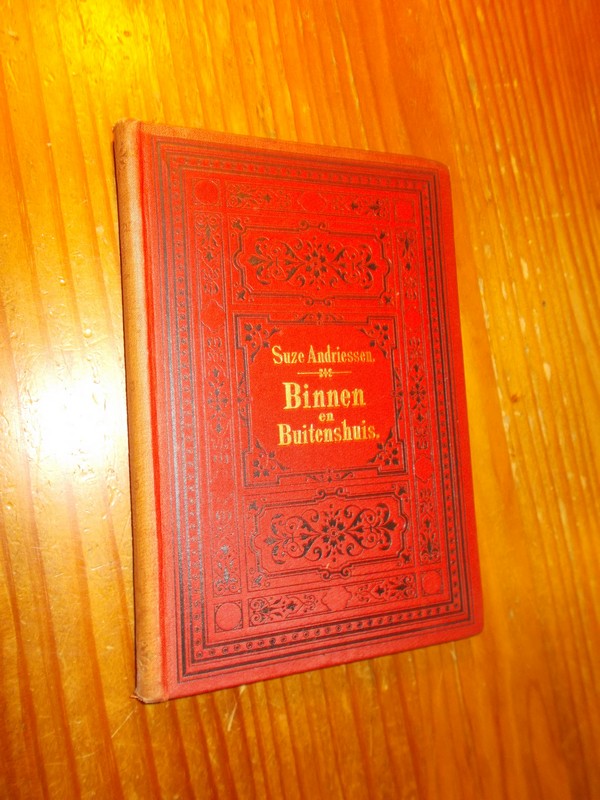 Suze Andriessen.
Binnen
en
Buitenshuis.